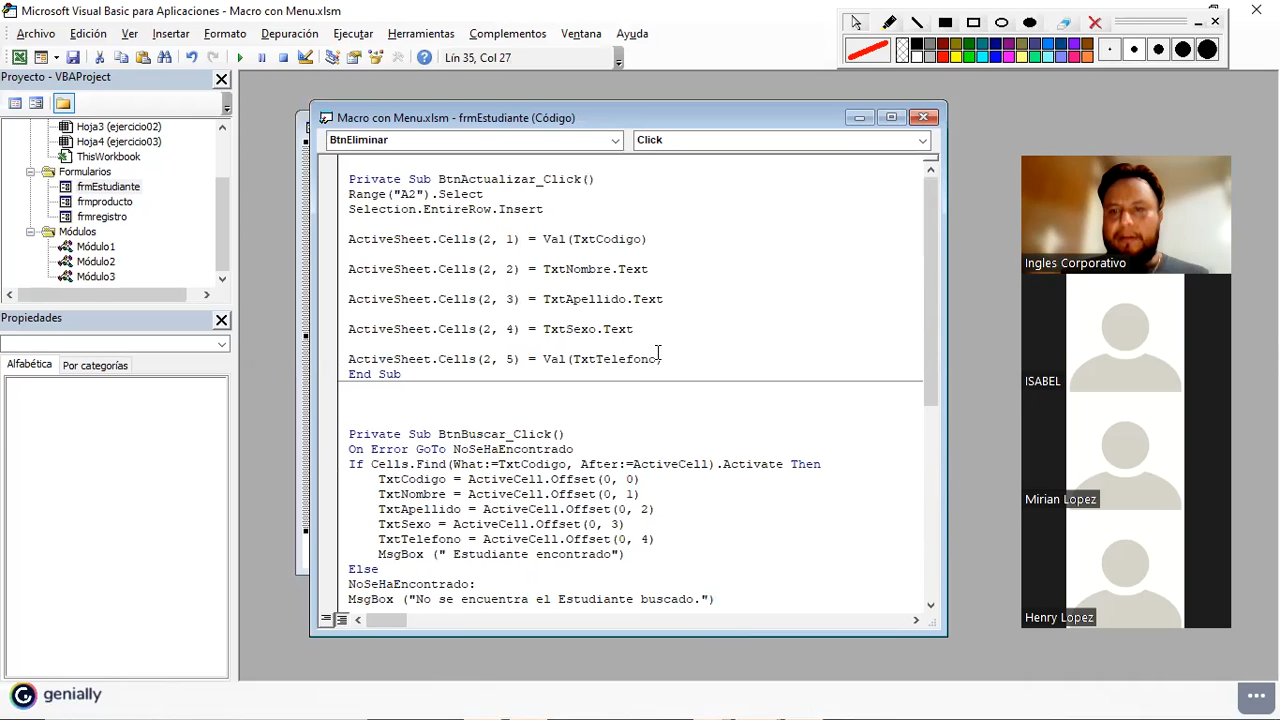 Microsoft Visual Basic para Aplicaciones - Macro con Menu.xlsm
Archivo Edición Ver Insertar Formato Depuración Ejecutar Herramientas Complementos Ventana Ayuda
Lín 35, Col 27
Proyecto - VBAProject
Hoja3 (ejercicio02)
Hoja4 (ejercicio03)
ThisWorkbook
Formularios
frmEstudiante
frmproducto
frmregistro
Módulos
Módulo1
Módulo2
Módulo3
Propiedades
Alfabética Por categorías
Macro con Menu.xlsm - frmEstudiante (Código)
BtnEliminar Click
Private Sub BtnActualizar_Click()
Range("A2").Select
Selection.EntireRow.Insert
ActiveSheet.Cells(2, 1) = Val(TxtCodigo)
ActiveSheet.Cells(2, 2) = TxtNombre.Text
ActiveSheet.Cells(2, 3) = TxtApellido.Text
ActiveSheet.Cells(2, 4) = TxtSexo.Text
ActiveSheet.Cells(2, 5) = Val(TxtTelefono)
End Sub
Private Sub BtnBuscar_Click()
On Error GoTo NoSeHaEncontrado
If Cells.Find(What:=TxtCodigo, After:=ActiveCell).Activate Then
TxtCodigo = ActiveCell.Offset(0, 0)
TxtNombre = ActiveCell.Offset(0, 1)
TxtApellido = ActiveCell.Offset(0, 2)
TxtSexo = ActiveCell.Offset(0, 3)
TxtTelefono = ActiveCell.Offset(0, 4)
MsgBox (" Estudiante encontrado")
Else
NoSeHaEncontrado:
MsgBox ("No se encuentra el Estudiante buscado.")
Ingles Corporativo
ISABEL
Mirian Lopez
Henry Lopez
genially